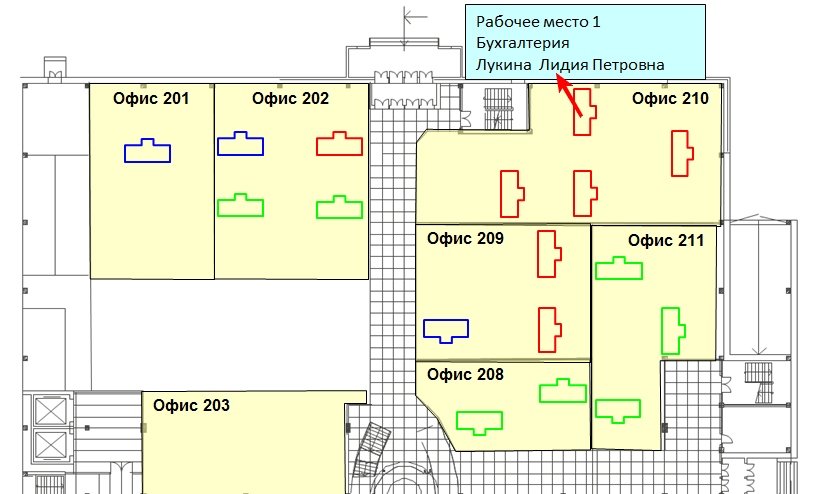 Рабочее место 1
Бухгалтерия
Лукина Лидия Петровна
Офис 201
Офис 202
Офис 210
Офис 209
Офис 211
Офис 208
Офис 203